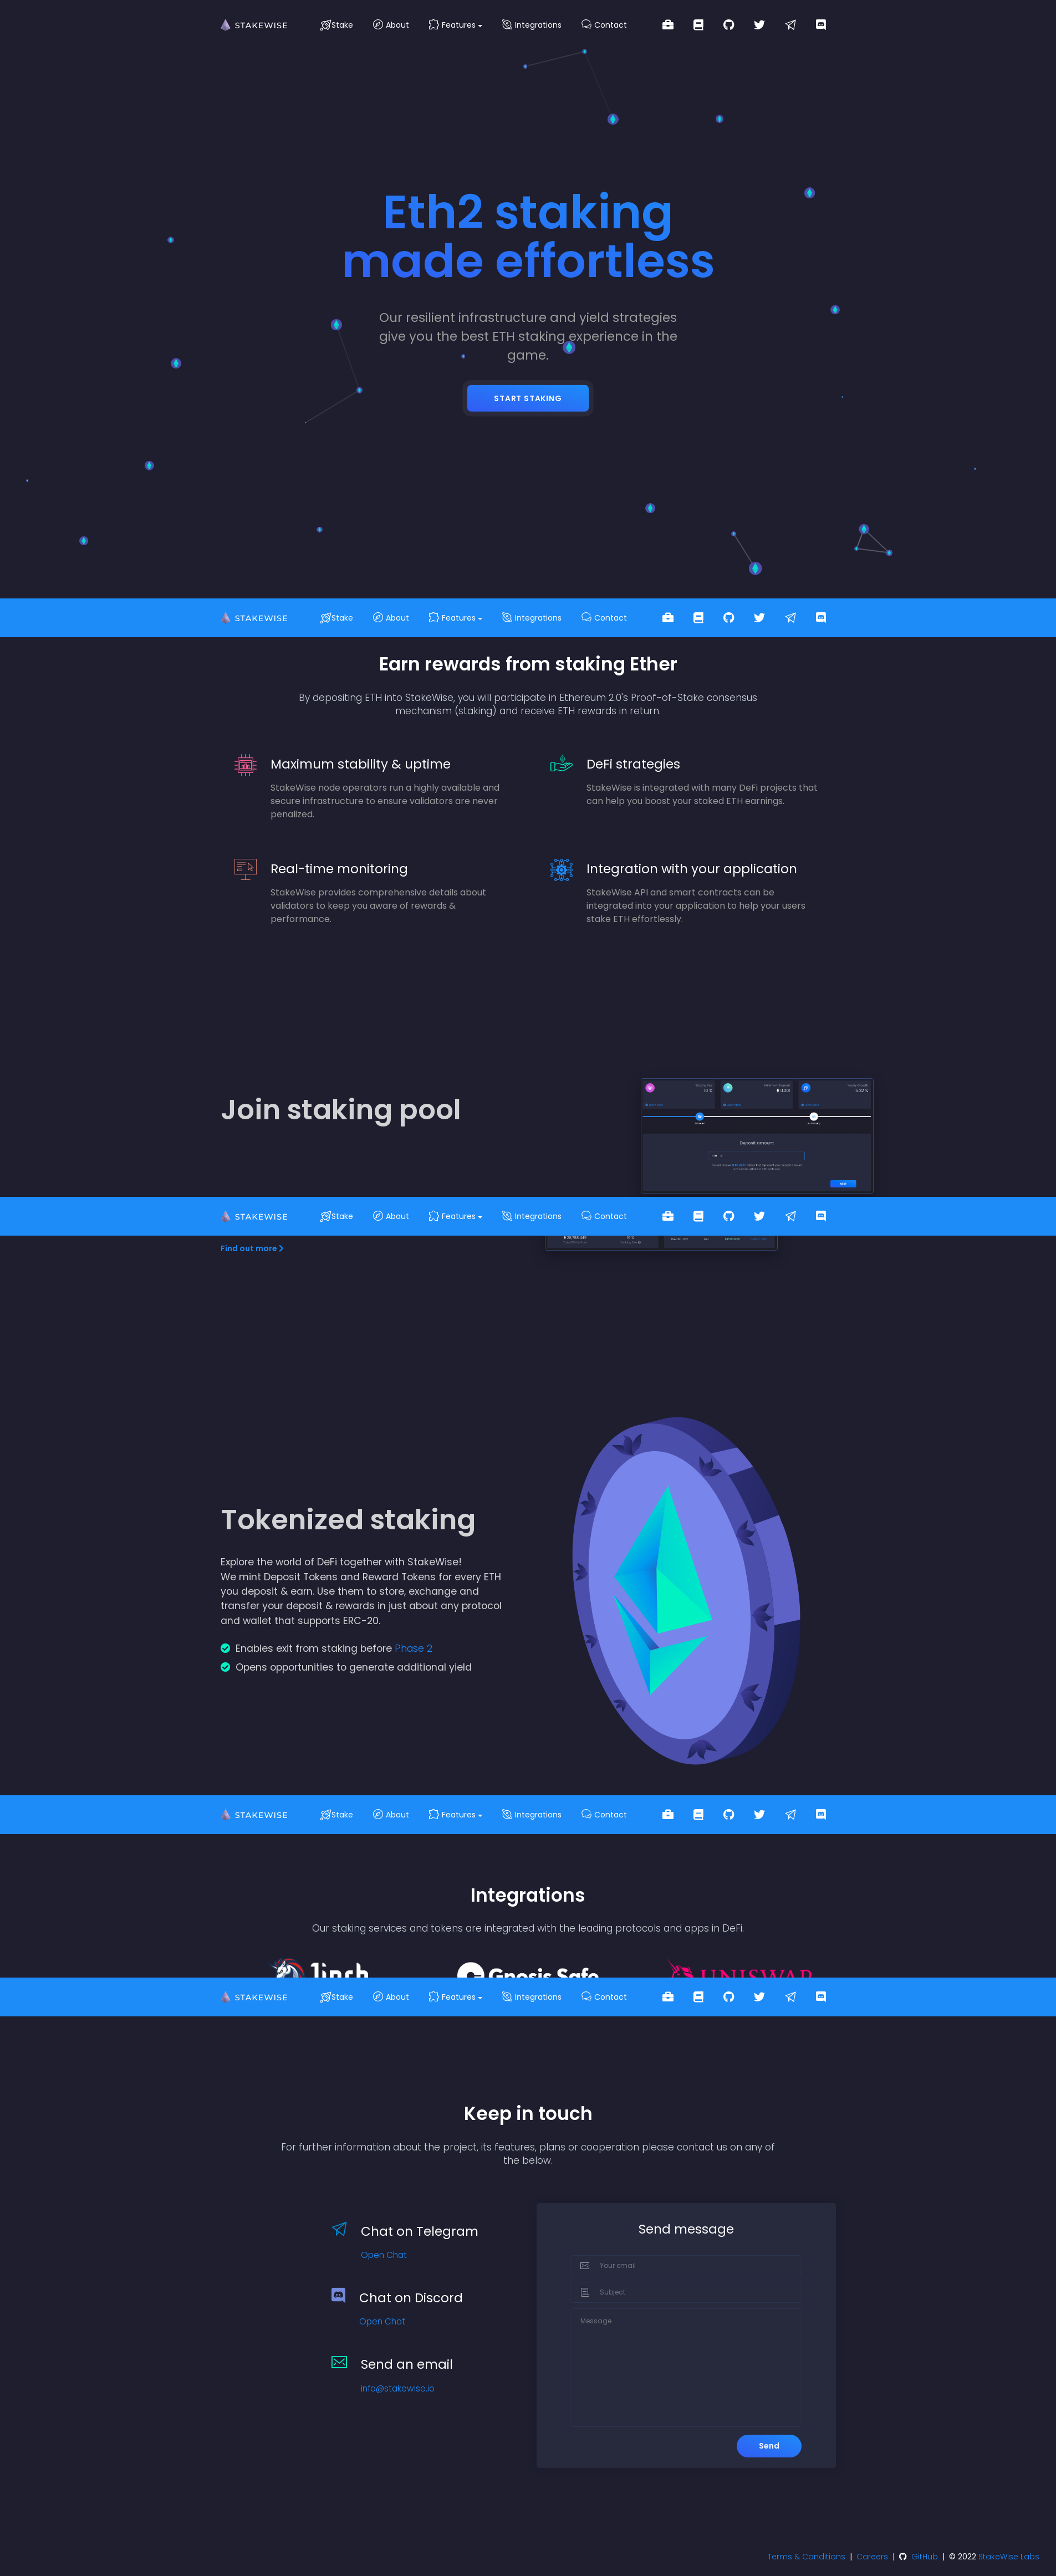 STAKEWISE Stake About Features Integrations Contact
Eth2 staking
made effortless
Our resilient infrastructure and yield strategies
give you the best ETH staking experience in the
game.
START STAKING
STAKEWISE Stake About Features Integrations Contact
Earn rewards from staking Ether
By depositing ETH into StakeWise, you will participate in Ethereum 2.0's Proof-of-Stake consensus
mechanism (staking) and receive ETH rewards in return.
Maximum stability & uptime
StakeWise node operators run a highly available and
secure infrastructure to ensure validators are never
penalized.
DeFi strategies
StakeWise is integrated with many DeFi projects that
can help you boost your staked ETH earnings.
Real-time monitoring
StakeWise provides comprehensive details about
validators to keep you aware of rewards &
performance.
Integration with your application
StakeWise API and smart contracts can be
integrated into your application to help your users
stake ETH effortlessly.
Join staking pool
Deposit amount
STAKEWISE Stake About Features Integrations Contact
Find out more
Tokenized staking
Explore the world of DeFi together with StakeWise!
We mint Deposit Tokens and Reward Tokens for every ETH
you deposit & earn. Use them to store, exchange and
transfer your deposit & rewards in just about any protocol
and wallet that supports ERC-20.
Enables exit from staking before Phase 2
Opens opportunities to generate additional yield
STAKEWISE Stake About Features Integrations Contact
Integrations
Our staking services and tokens are integrated with the leading protocols and apps in DeFi.
1inch Gnosis Safe UNISWAP
STAKEWISE Stake About Features Integrations Contact
Keep in touch
For further information about the project, its features, plans or cooperation please contact us on any of
the below.
Chat on Telegram
Open Chat
Chat on Discord
Open Chat
Send an email
info@stakewise.io
Send message
Your email
Subject
Message
Send
Terms & Conditions | Careers | GitHub | © 2022 StakeWise Labs